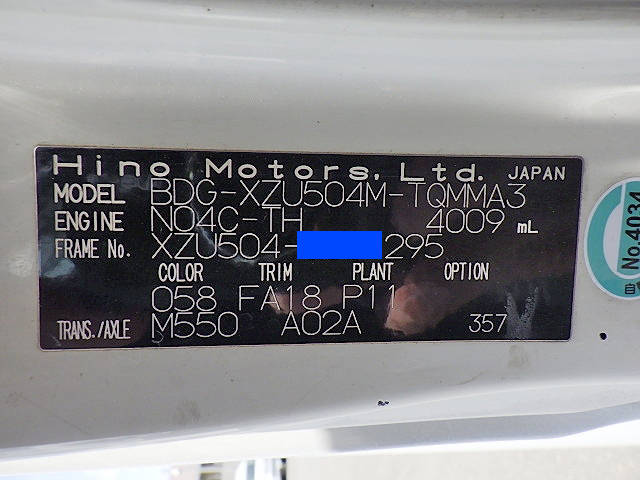 Hino Motors, Ltd. JAPAN
MODEL BDG-XZU504M-TQMMA3
ENGINE N04C-TH 4009 mL
FRAME No. XZU504- 295
COLOR TRIM PLANT OPTION
058 FA18 P11
TRANS./AXLE M550 A02A 357
No.4034